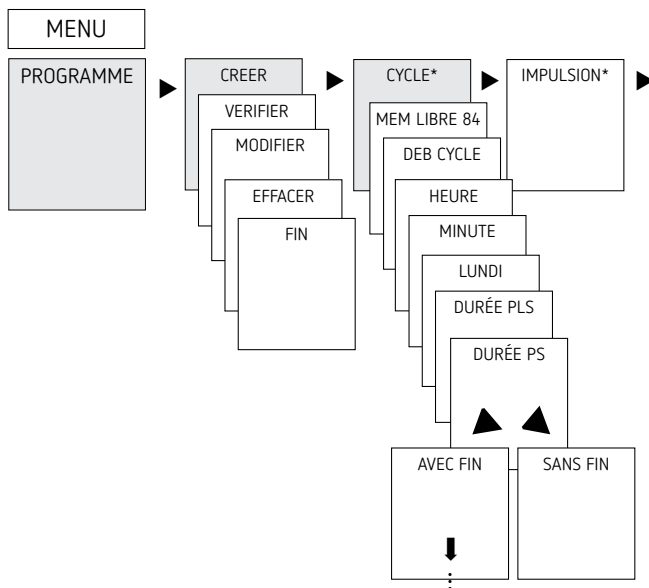 MENU
PROGRAMME
CREER
VERIFIER
MODIFIER
EFFACER
FIN
CYCLE*
MEM LIBRE 84
DEB CYCLE
HEURE
MINUTE
LUNDI
DURÉE PLS
DURÉE PS
AVEC FIN
SANS FIN
IMPULSION*